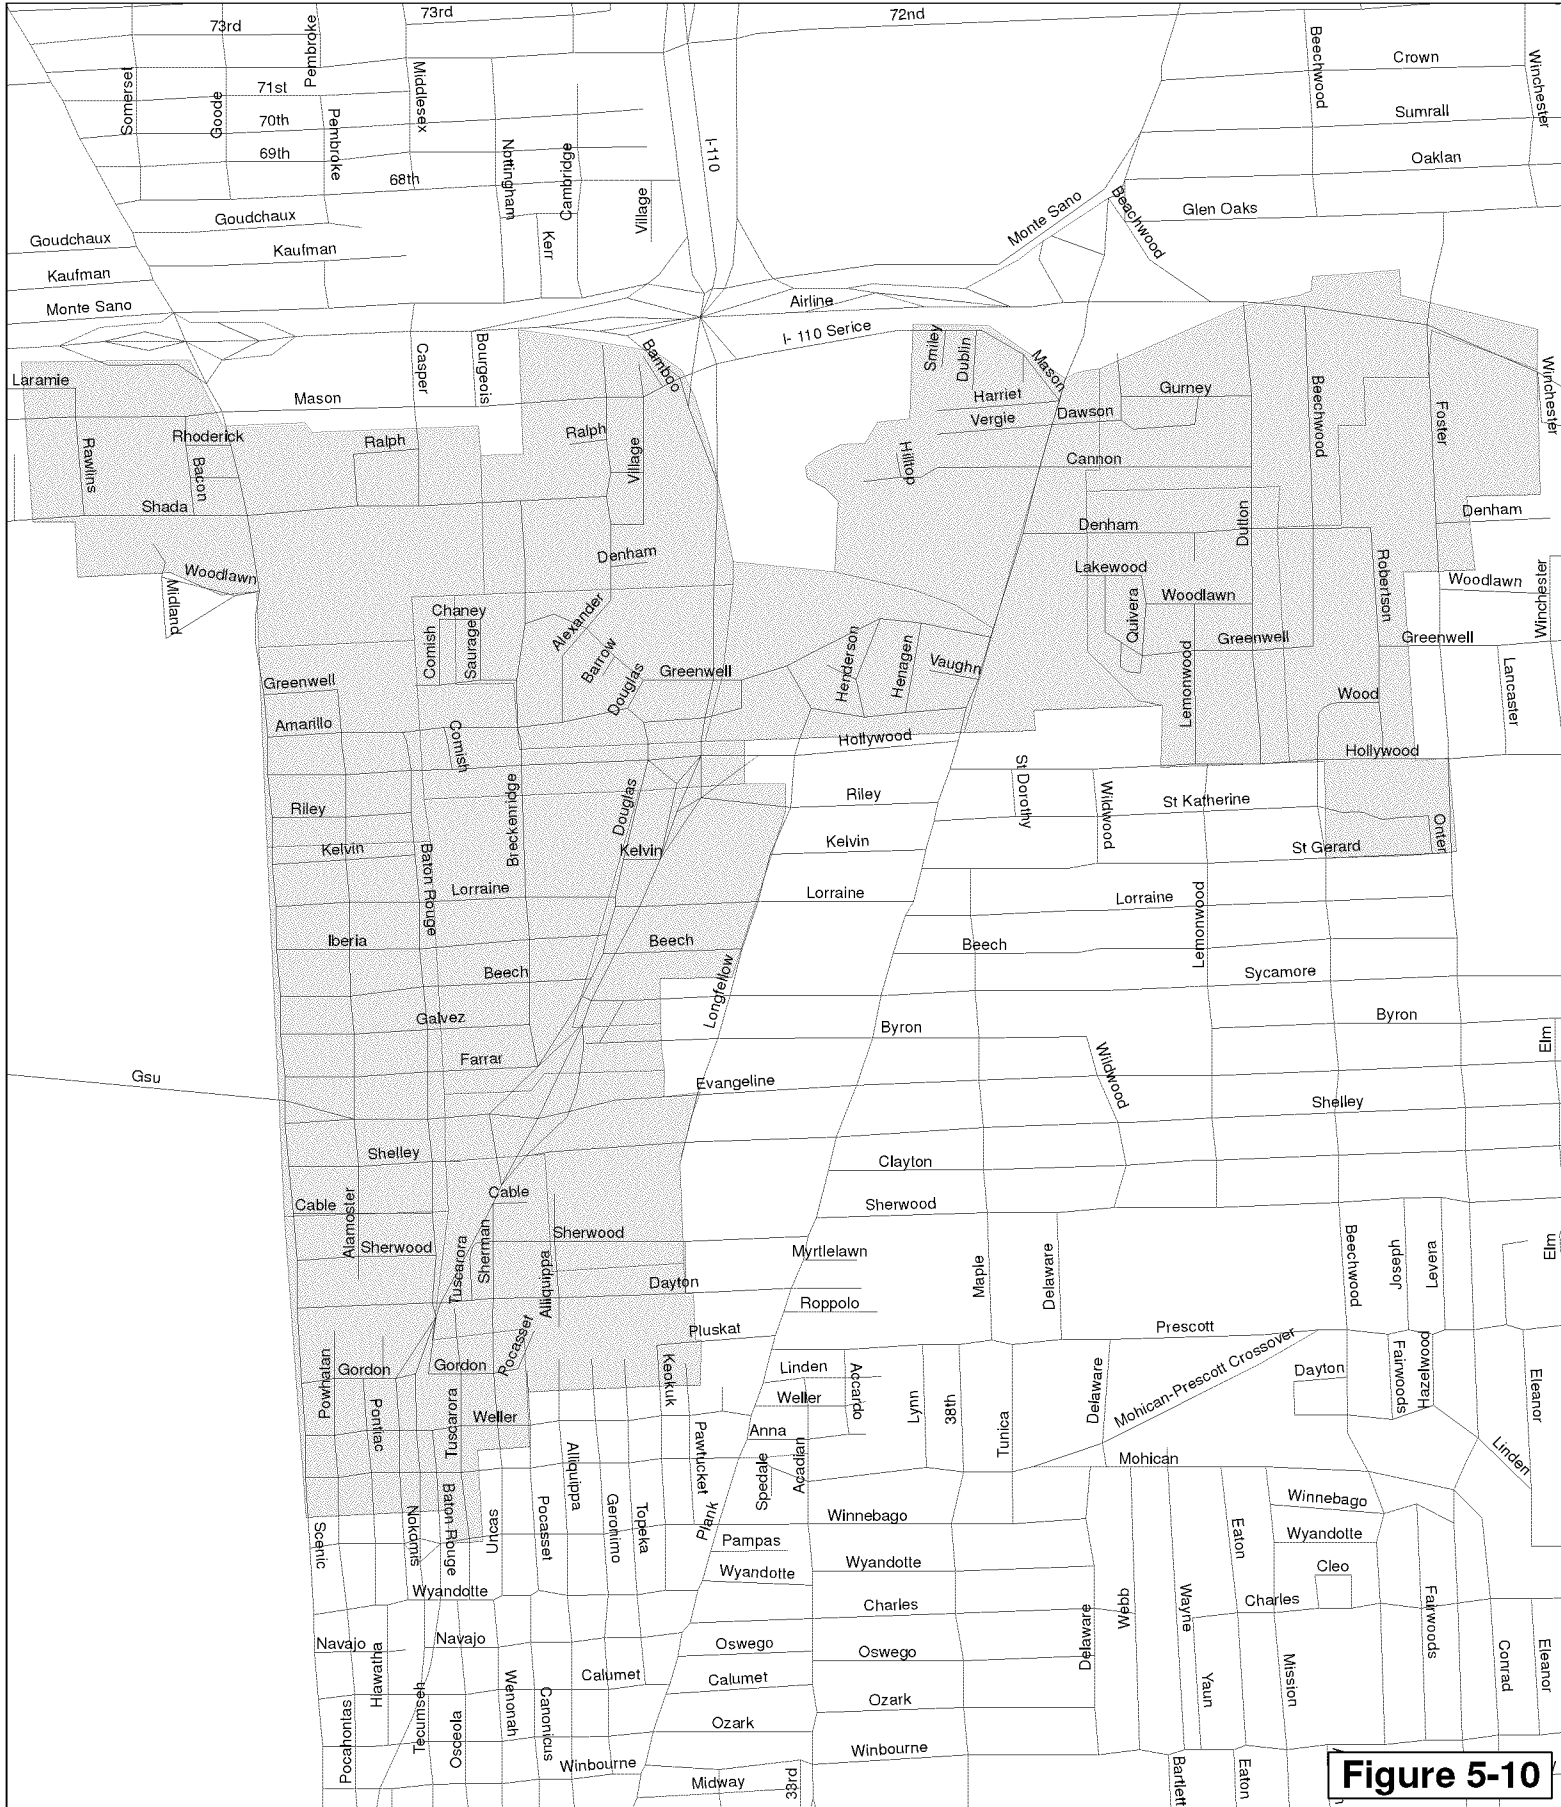 73rd
73rd
72nd
Pembroke
Beechwood
Crown
Winchester
Somerset
Goode
71st
Middlesex
Sumrall
70th
Pembroke
69th
Nottingham
Cambridge
I-110
Oaklan
68th
Village
Monte Sano
Beachwood
Glen Oaks
Goudchaux
Goudchaux
Kerr
Kaufman
Kaufman
Monte Sano
Airline
I- 110 Serice
Casper
Bourgeois
Bamboo
Smiley
Dublin
Mason
Laramie
Mason
Harriet
Gurney
Beechwood
Winchester
Vergie
Dawson
Foster
Rhoderick
Ralph
Ralph
Village
Rawlins
Bacon
Hilltop
Cannon
Shada
Denham
Dutton
Denham
Denham
Woodlawn
Midland
Lakewood
Robertson
Woodlawn
Winchester
Chaney
Alexander
Quivera
Woodlawn
Cornish
Saurage
Barrow
Henderson
Henagen
Vaughn
Greenwell
Greenwell
Greenwell
Douglas
Greenwell
Lemonwood
Wood
Lancaster
Amarillo
Cornish
Hollywood
Hollywood
Riley
Breckenridge
Douglas
Riley
St Dorothy
Wildwood
St Katherine
Kelvin
Baton Rouge
Kelvin
Kelvin
St Gerard
Onter
Lorraine
Lorraine
Lorraine
Lemonwood
Iberia
Beech
Beech
Beech
Longfellow
Sycamore
Galvez
Byron
Byron
Elm
Farrar
Gsu
Evangeline
Wildwood
Shelley
Shelley
Clayton
Cable
Cable
Alamoster
Sherwood
Sherwood
Sherwood
Tuscarora
Sherman
Alliquippa
Myrtlelawn
Maple
Delaware
Beechwood
Joseph
Levera
Elm
Dayton
Roppolo
Pluskat
Prescott
Powhatan
Gordon
Gordon
Pocasset
Keokuk
Linden
Accardo
Delaware
Mohican-Prescott Crossover
Dayton
Fairwoods
Hazelwood
Eleanor
Pontiac
Tuscarora
Weller
Weller
Lynn
38th
Tunica
Anna
Pawtucket
Spedale
Acadian
Mohican
Linden
Alliquippa
Scenic
Nokomis
Baton Rouge
Uncas
Pocasset
Geronimo
Topeka
Plank
Winnebago
Winnebago
Pampas
Eaton
Wyandotte
Wyandotte
Wyandotte
Wyandotte
Cleo
Charles
Delaware
Webb
Wayne
Charles
Fairwoods
Navajo
Hiawatha
Navajo
Oswego
Oswego
Conrad
Eleanor
Wenonah
Calumet
Calumet
Yaun
Mission
Pocahontas
Tecumseh
Osceola
Canonicus
Ozark
Ozark
Winbourne
Winbourne
Midway
33rd
Bartlett
Eaton
Figure 5-10